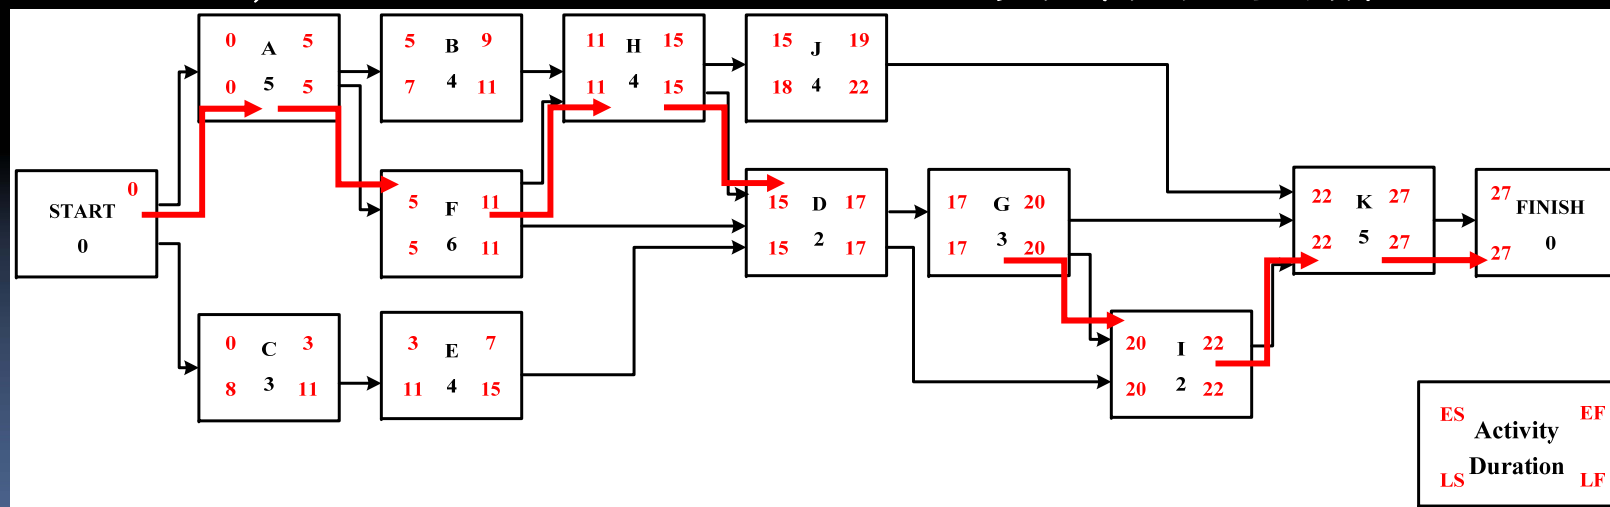 0 A 5
0 5 5
5 B 9
7 4 11
11 H 15
11 4 15
15 J 19
18 4 22
0
START
0
5 F 11
5 6 11
15 D 17
15 2 17
17 G 20
17 3 20
22 K 27
22 5 27
27 FINISH
27 0
0 C 3
8 3 11
3 E 7
11 4 15
20 I 22
20 2 22
ES Activity EF
LS Duration LF